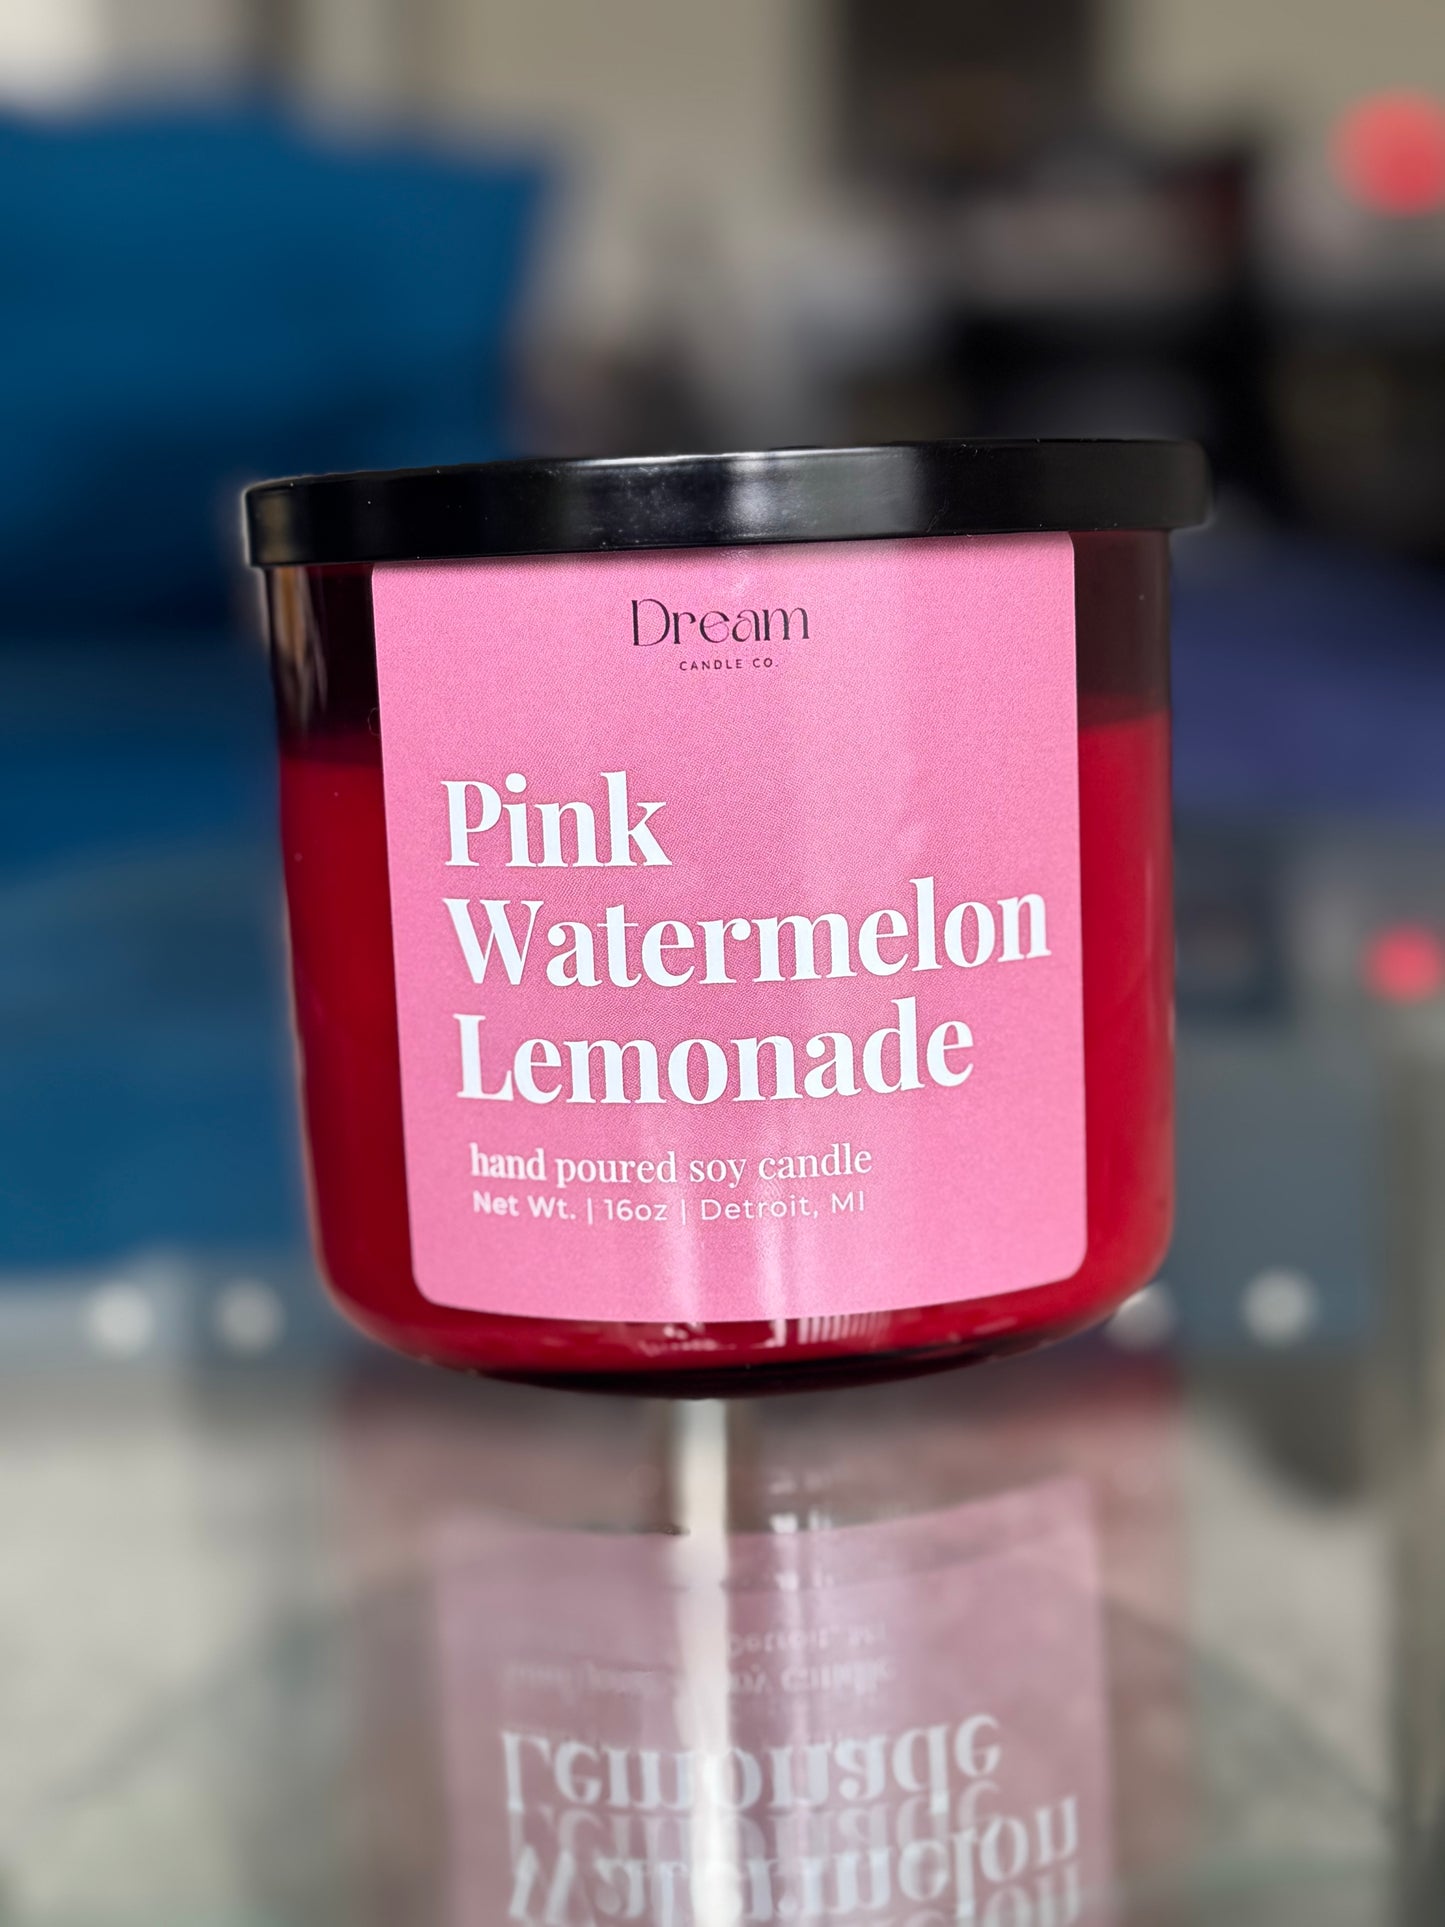 Dream
CANDLE CO.
Pink
Watermelon
Lemonade
hand poured soy candle
Net Wt. | 16oz | Detroit, MI